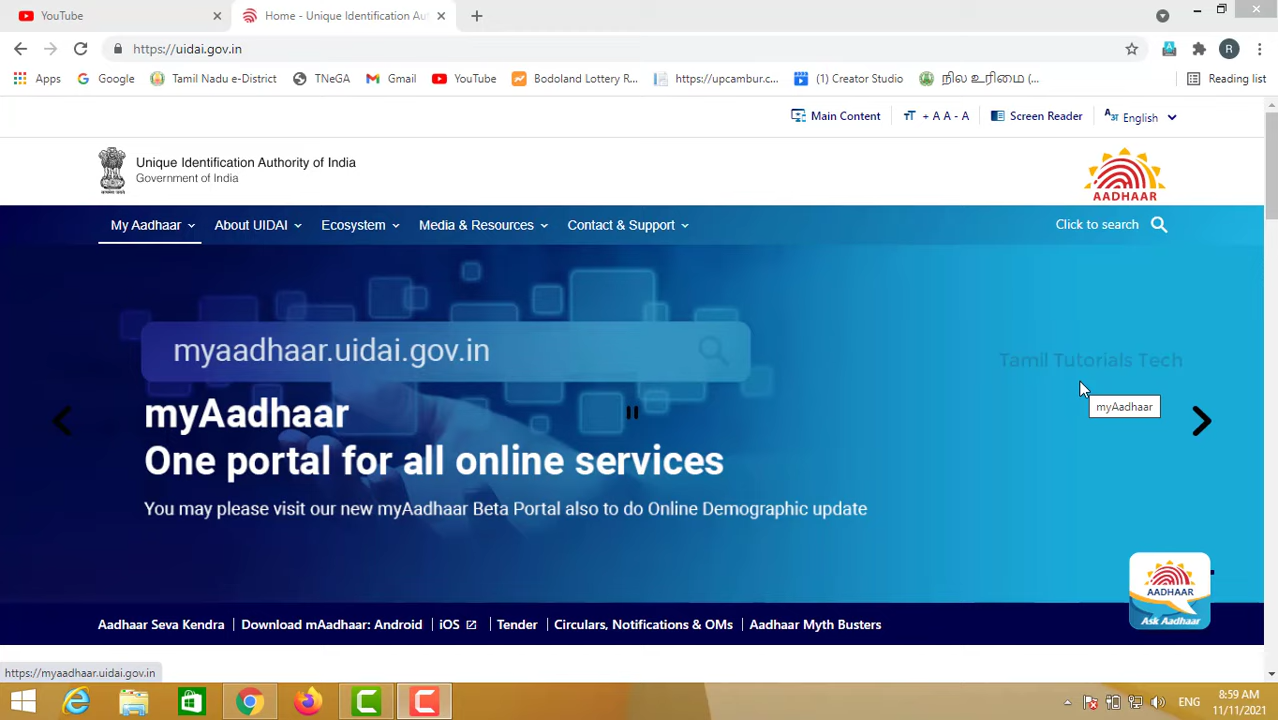 YouTube
Home - Unique Identification Aut
https://uidai.gov.in
R
Apps
Google
Tamil Nadu e-District
TNeGA
Gmail
YouTube
Bodoland Lottery R...
https://upcambur.c...
(1) Creator Studio
நில உரிமை (...
Reading list
Main Content
+ A A - A
Screen Reader
English
Unique Identification Authority of India
Government of India
AADHAAR
My Aadhaar
About UIDAI
Ecosystem
Media & Resources
Contact & Support
Click to search
myaadhaar.uidai.gov.in
Tamil Tutorials Tech
myAadhaar
myAadhaar
One portal for all online services
You may please visit our new myAadhaar Beta Portal also to do Online Demographic update
AADHAAR
Ask Aadhaar
Aadhaar Seva Kendra
Download mAadhaar: Android
iOS
Tender
Circulars, Notifications & OMs
Aadhaar Myth Busters
https://myaadhaar.uidai.gov.in
ENG
8:59 AM
11/11/2021